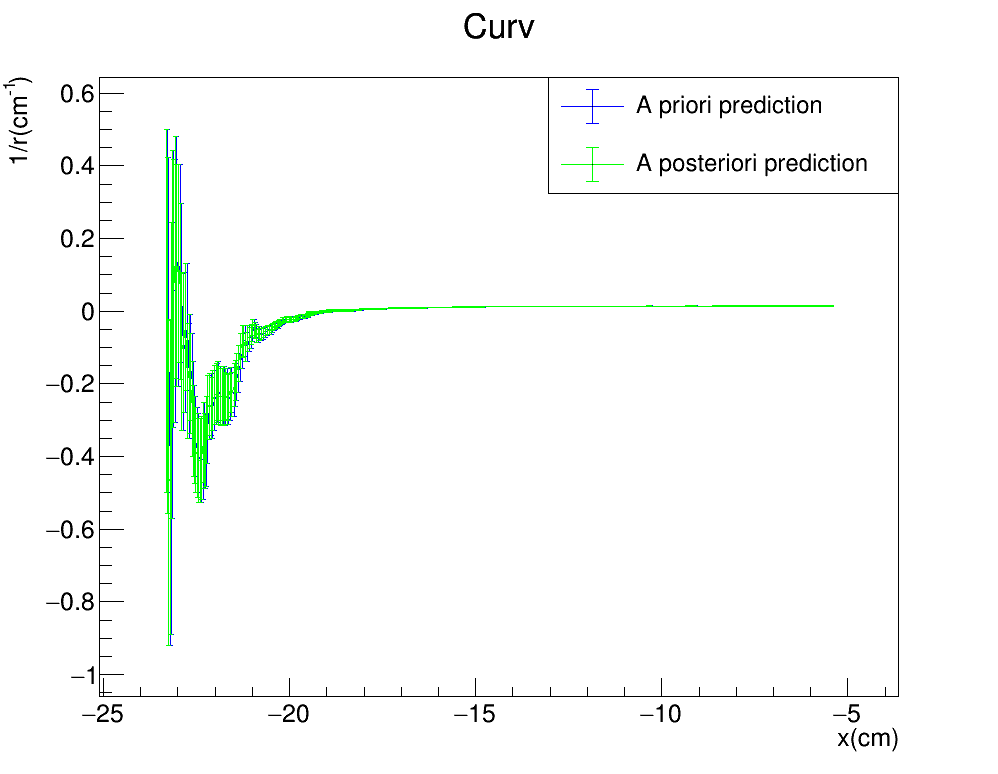 Curv
1/r(cm⁻¹)
A priori prediction
A posteriori prediction
0.6
0.4
0.2
0
−0.2
−0.4
−0.6
−0.8
−1
−25 −20 −15 −10 −5
x(cm)